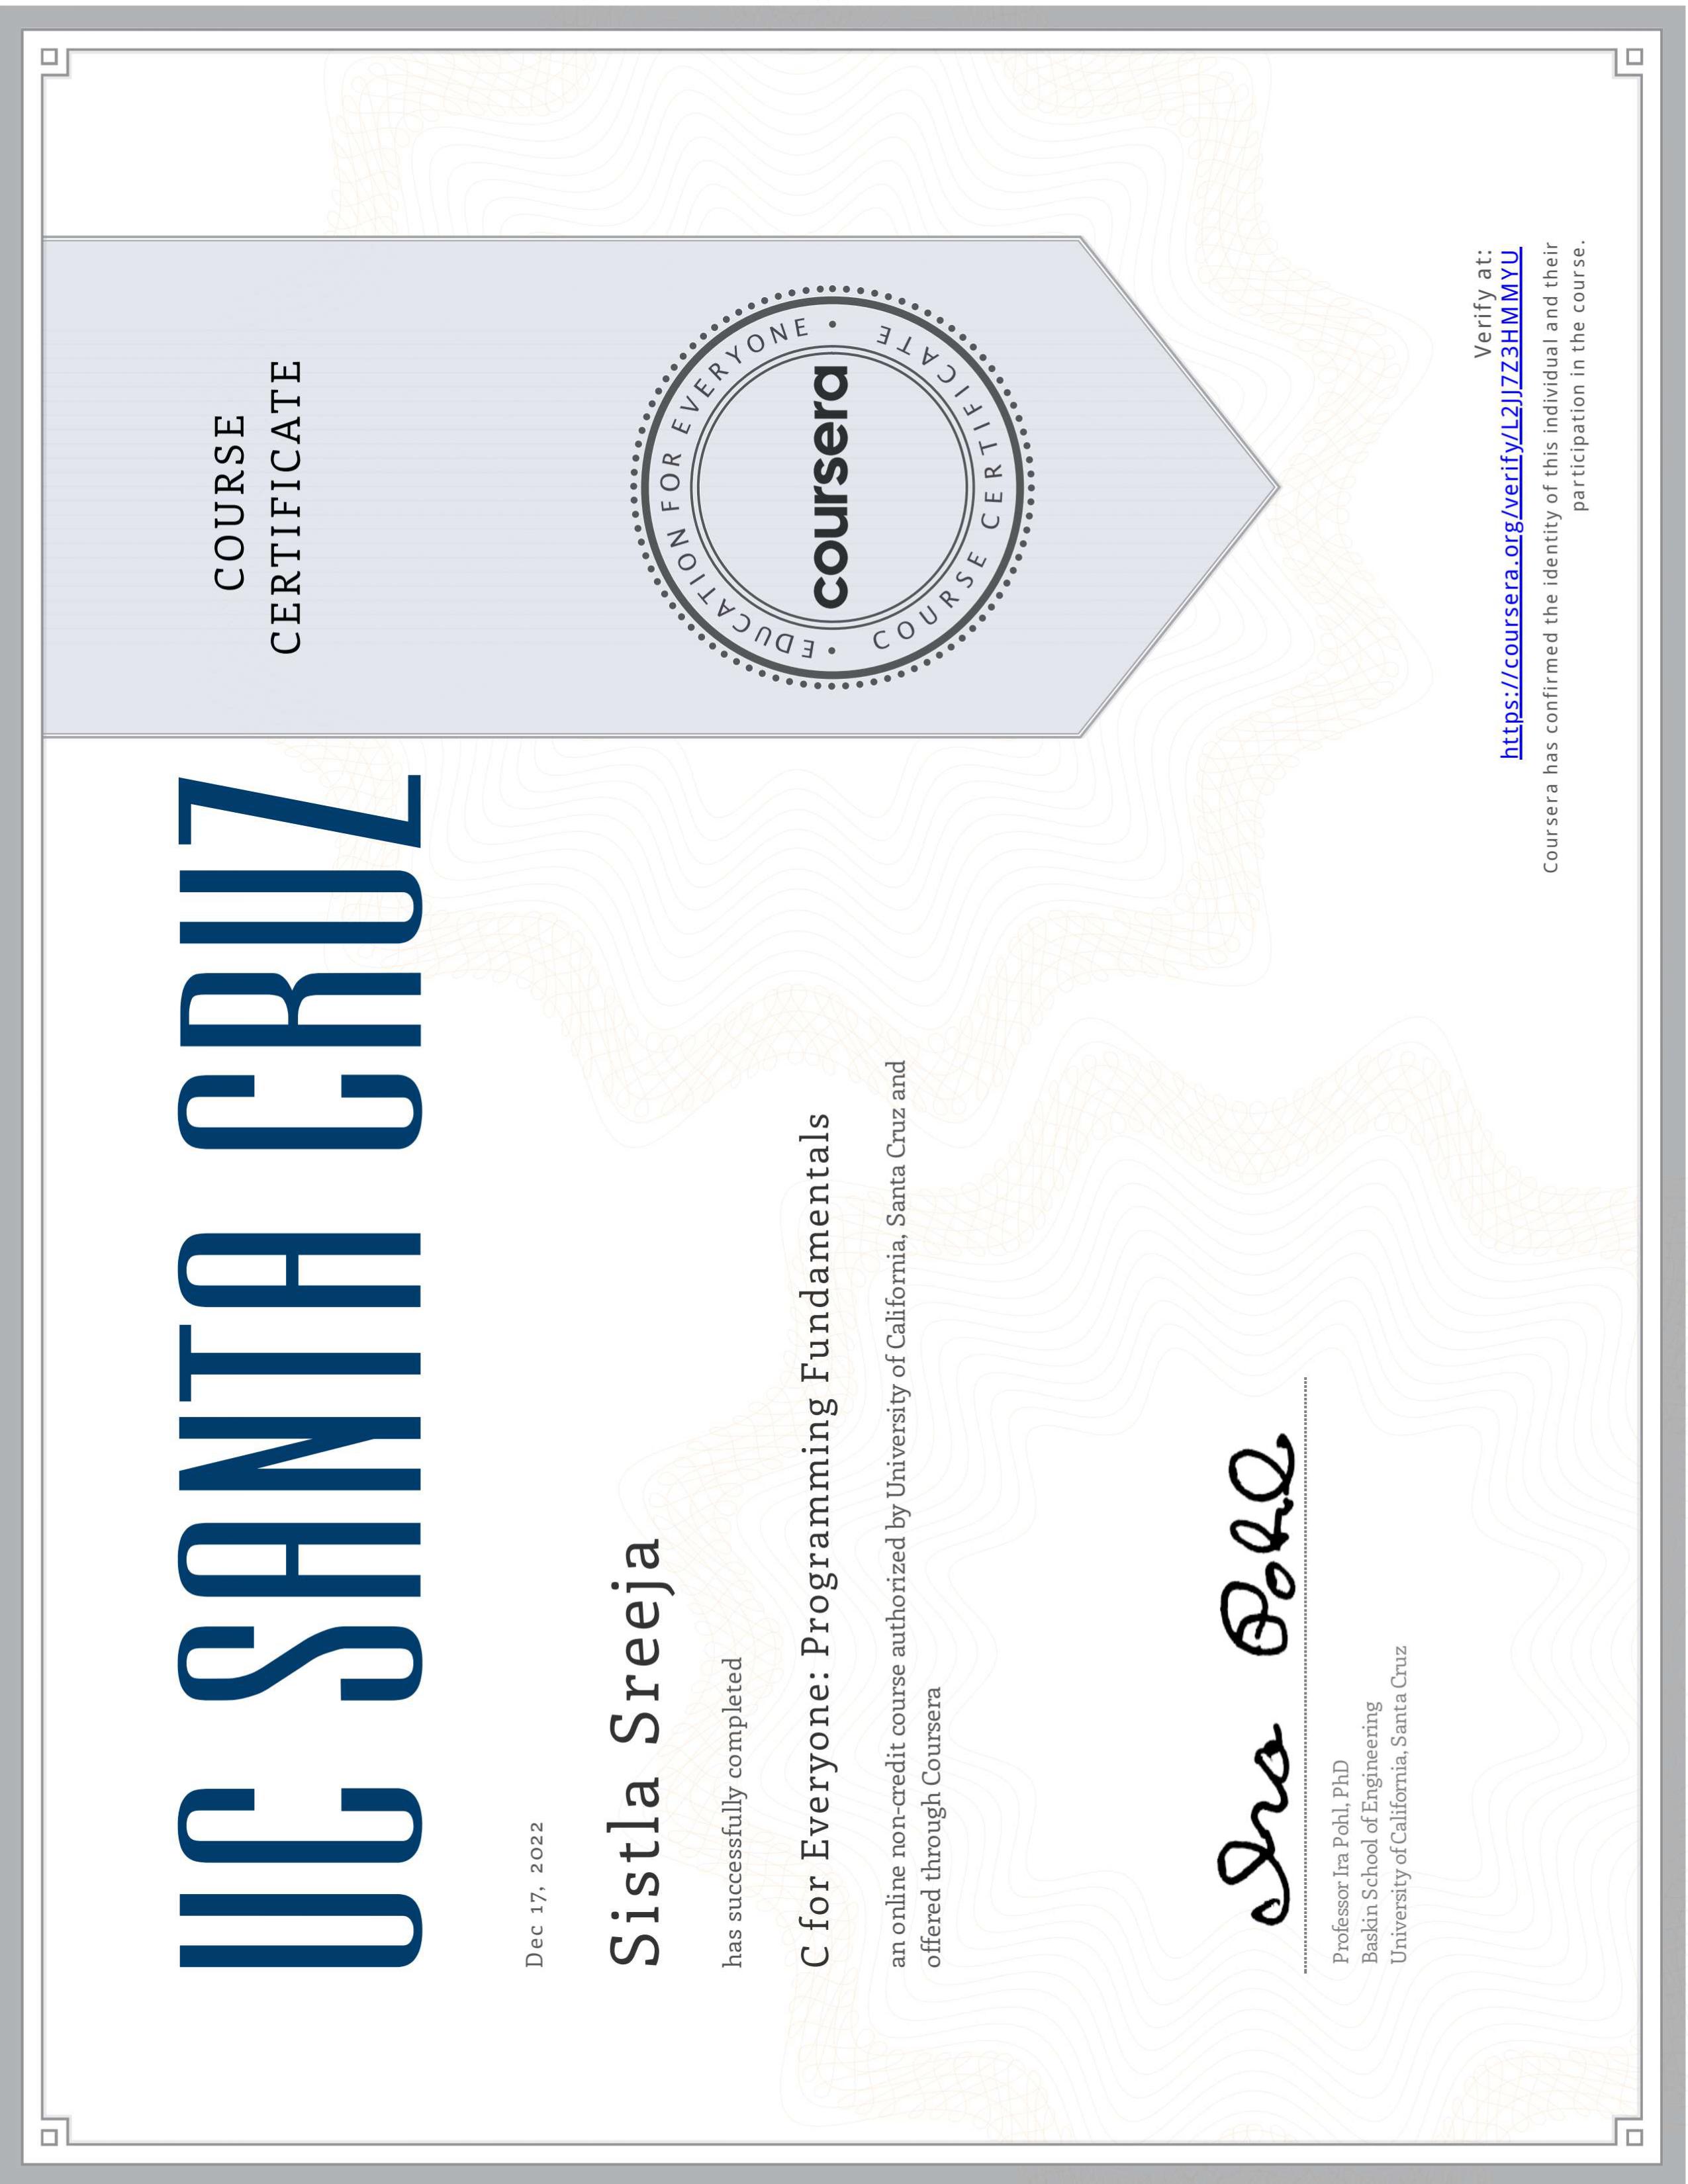 UC SANTA CRUZ
COURSE
CERTIFICATE
Dec 17, 2022
Sistla Sreeja
has successfully completed
C for Everyone: Programming Fundamentals
an online non-credit course authorized by University of California, Santa Cruz and
offered through Coursera
EDUCATION FOR EVERYONE
coursera
COURSE CERTIFICATE
Ira Pohl
Professor Ira Pohl, PhD
Baskin School of Engineering
University of California, Santa Cruz
Verify at:
https://coursera.org/verify/L2JJ7Z3HMMYU
Coursera has confirmed the identity of this individual and their
participation in the course.